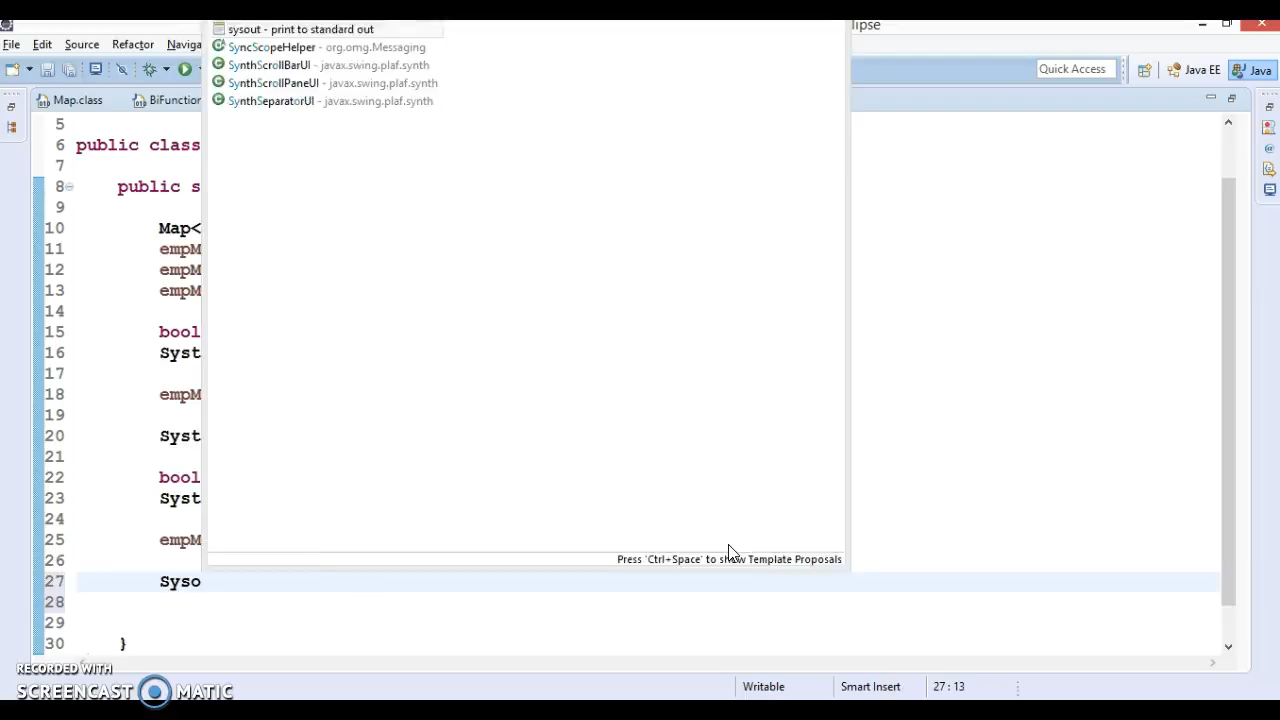 sysout - print to standard out
lipse
SyncScopeHelper - org.omg.Messaging
File Edit Source Refactor Naviga
SynthScrollBarUI - javax.swing.plaf.synth
Quick Access
Java EE
Java
SynthScrollPaneUI - javax.swing.plaf.synth
Map.class
BiFunction
SynthSeparatorUI - javax.swing.plaf.synth
5
6 public class
7
8 public s
9
10 Map<
11 empM
12 empM
13 empM
14
15 bool
16 Syst
17
18 empM
19
20 Syst
21
22 bool
23 Syst
24
25 empM
26
Press 'Ctrl+Space' to show Template Proposals
27 Syso
28
29
30 }
RECORDED WITH
SCREENCAST MATIC
Writable
Smart Insert
27 : 13